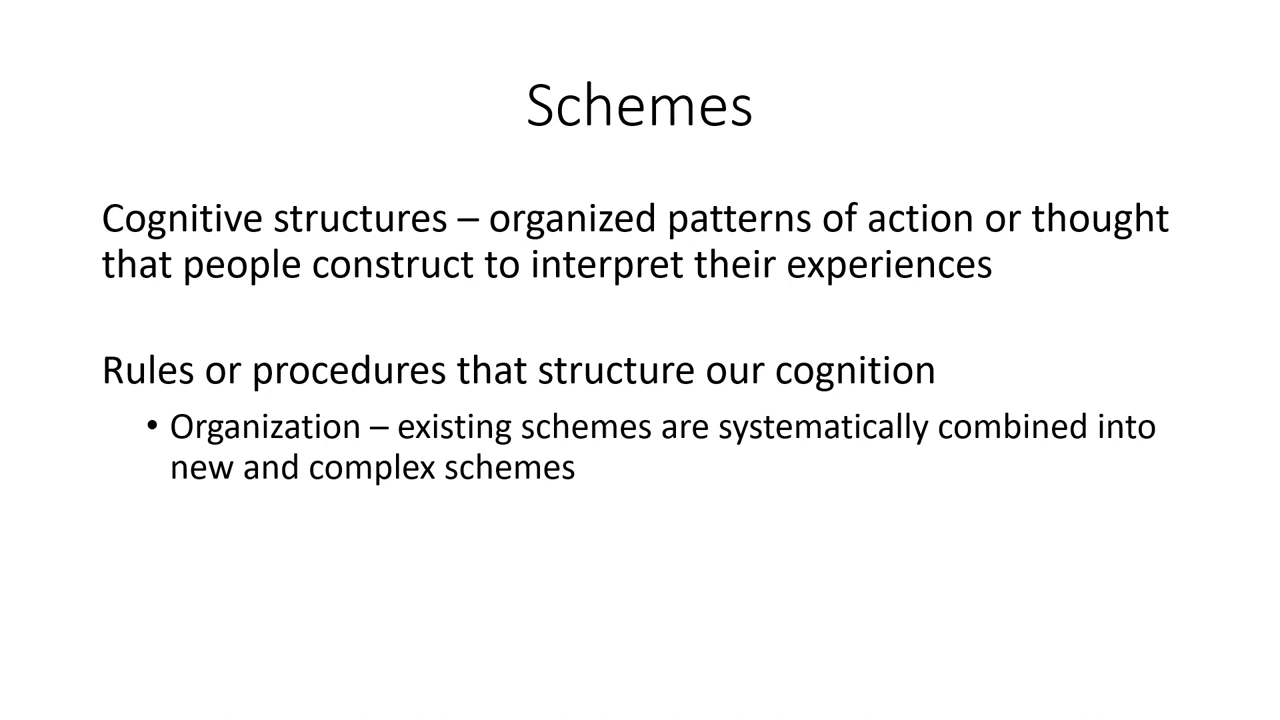 Schemes
Cognitive structures – organized patterns of action or thought
that people construct to interpret their experiences
Rules or procedures that structure our cognition
• Organization – existing schemes are systematically combined into
new and complex schemes